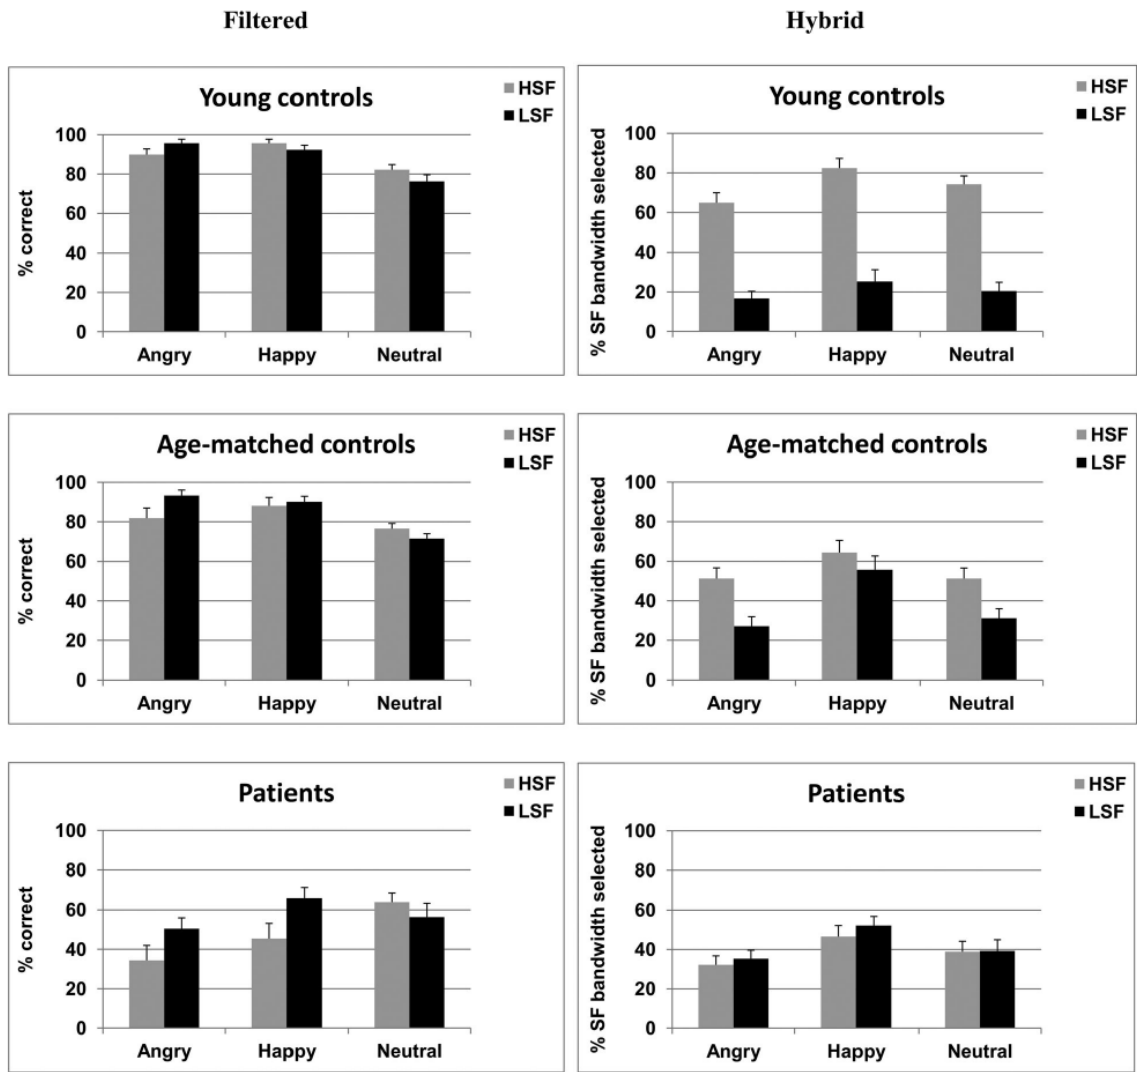 Filtered
Hybrid
Young controls
HSF
LSF
% correct
100
80
60
40
20
0
Angry Happy Neutral
Young controls
HSF
LSF
% SF bandwidth selected
100
80
60
40
20
0
Angry Happy Neutral
Age-matched controls
HSF
LSF
% correct
100
80
60
40
20
0
Angry Happy Neutral
Age-matched controls
HSF
LSF
% SF bandwidth selected
100
80
60
40
20
0
Angry Happy Neutral
Patients
HSF
LSF
% correct
100
80
60
40
20
0
Angry Happy Neutral
Patients
HSF
LSF
% SF bandwidth selected
100
80
60
40
20
0
Angry Happy Neutral